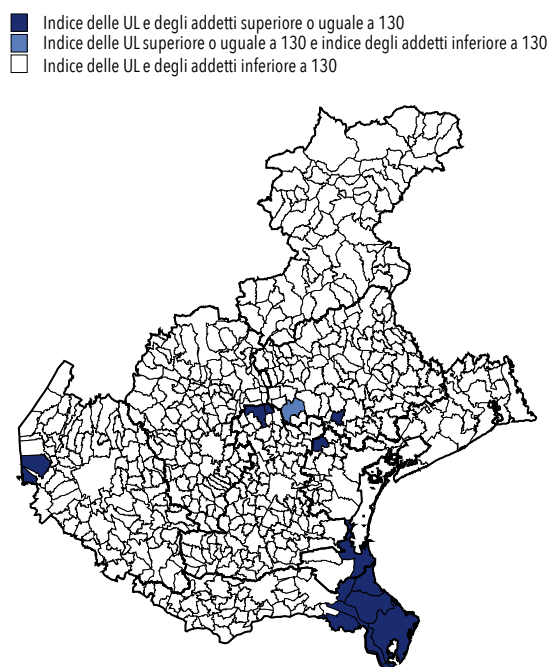 Indice delle UL e degli addetti superiore o uguale a 130
Indice delle UL superiore o uguale a 130 e indice degli addetti inferiore a 130
Indice delle UL e degli addetti inferiore a 130